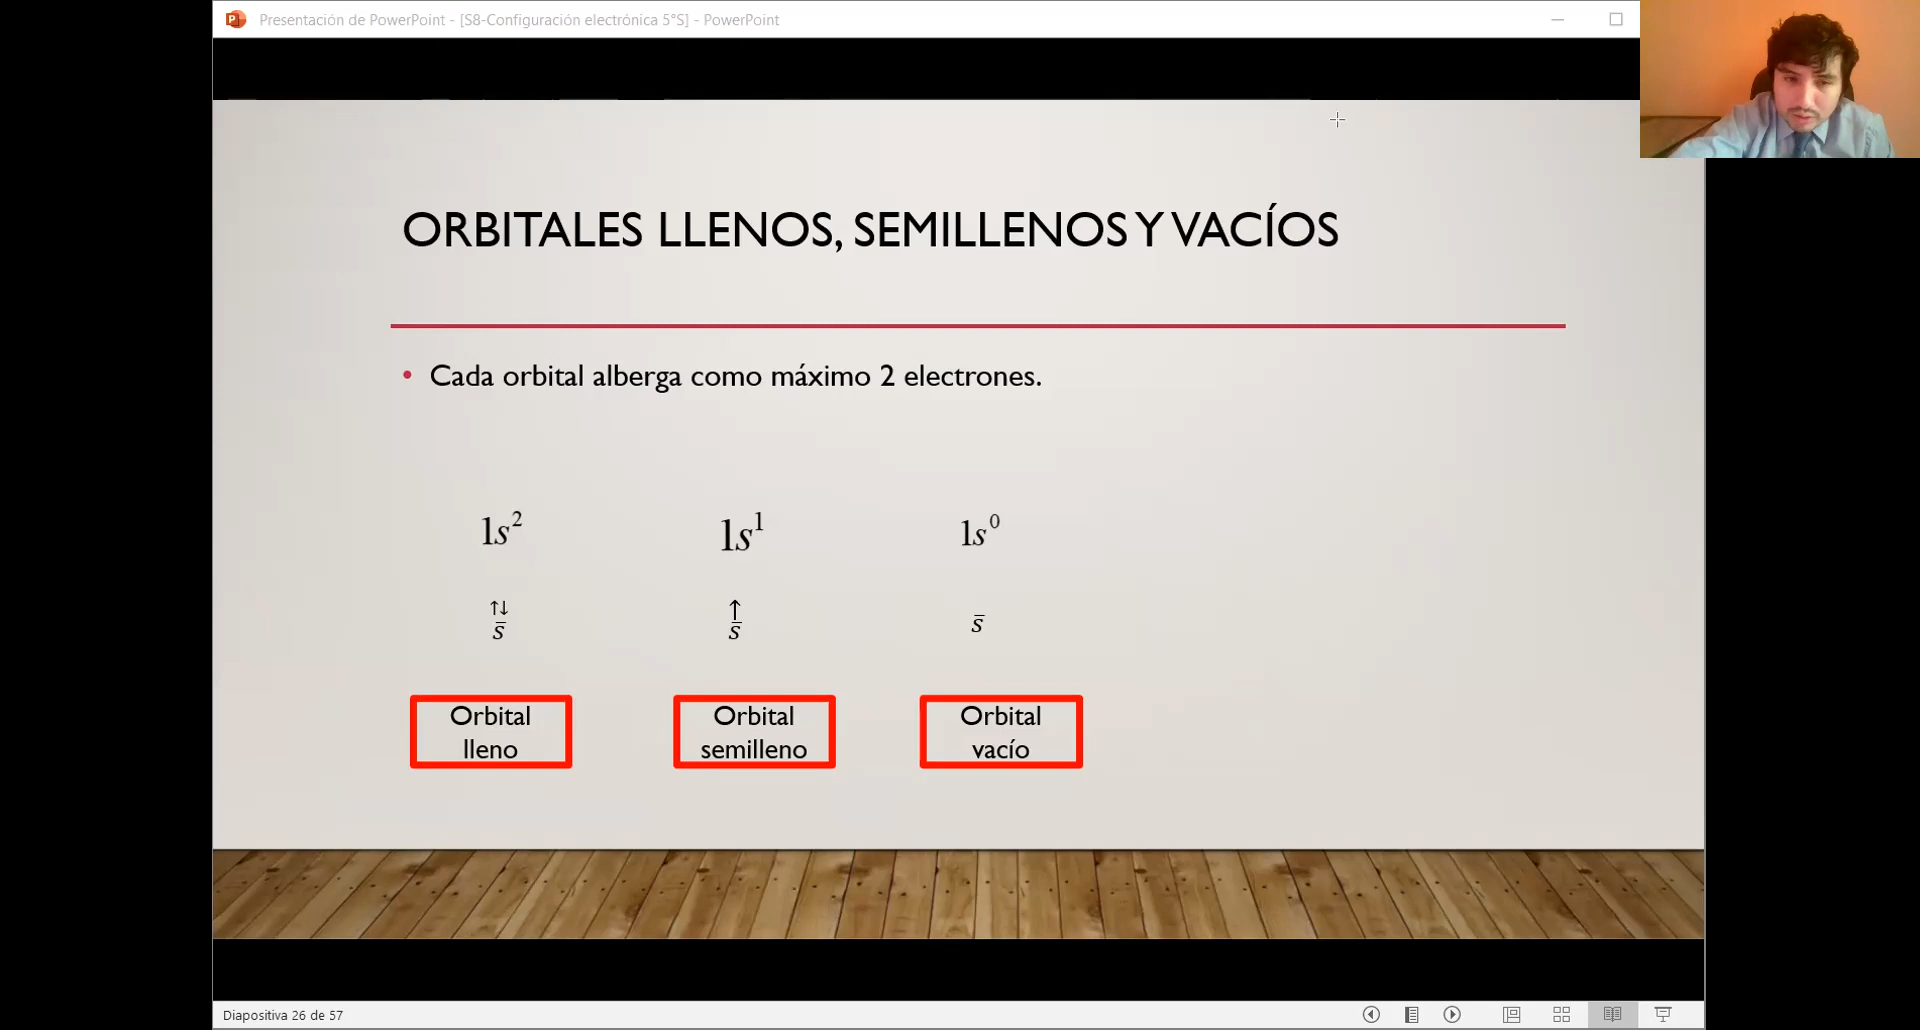 Presentación de PowerPoint - [S8-Configuración electrónica 5°S] - PowerPoint
ORBITALES LLENOS, SEMILLENOS Y VACÍOS
• Cada orbital alberga como máximo 2 electrones.
1s² 1s¹ 1s⁰
↑↓ ↑
s̅ s̅ s̅
Orbital lleno
Orbital semilleno
Orbital vacío
Diapositiva 26 de 57